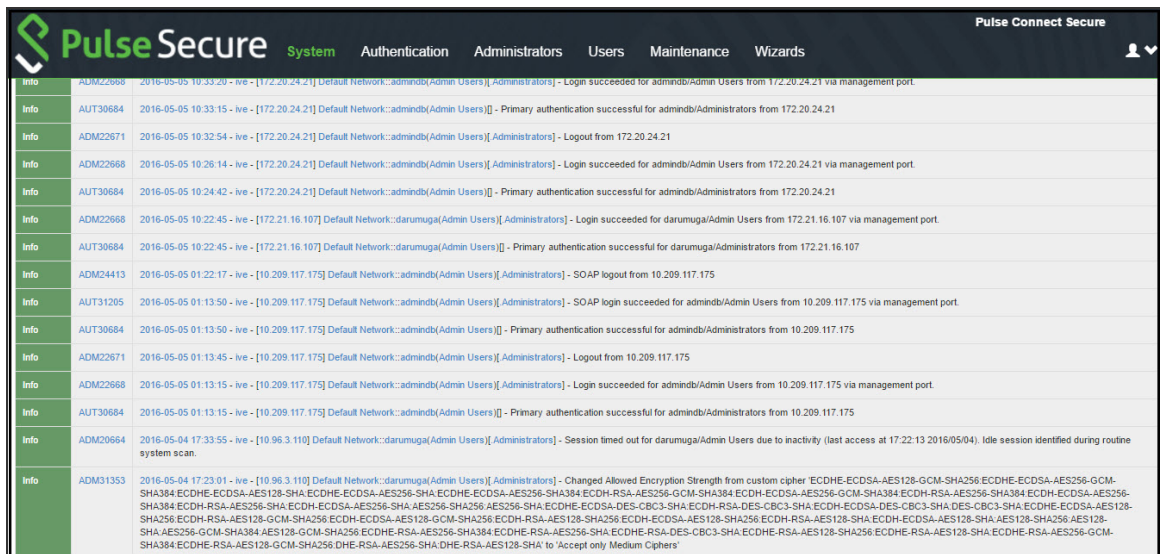 Pulse Connect Secure
Pulse Secure System Authentication Administrators Users Maintenance Wizards
Info ADM22668 2016-05-05 10:33:20 - ive - [172.20.24.21] Default Network::admindb(Admin Users)[.Administrators] - Login succeeded for admindb/Admin Users from 172.20.24.21 via management port.
Info AUT30684 2016-05-05 10:33:15 - ive - [172.20.24.21] Default Network::admindb(Admin Users)[] - Primary authentication successful for admindb/Administrators from 172.20.24.21
Info ADM22671 2016-05-05 10:32:54 - ive - [172.20.24.21] Default Network::admindb(Admin Users)[.Administrators] - Logout from 172.20.24.21
Info ADM22668 2016-05-05 10:26:14 - ive - [172.20.24.21] Default Network::admindb(Admin Users)[.Administrators] - Login succeeded for admindb/Admin Users from 172.20.24.21 via management port.
Info AUT30684 2016-05-05 10:24:42 - ive - [172.20.24.21] Default Network::admindb(Admin Users)[] - Primary authentication successful for admindb/Administrators from 172.20.24.21
Info ADM22668 2016-05-05 10:22:45 - ive - [172.21.16.107] Default Network::darumuga(Admin Users)[.Administrators] - Login succeeded for darumuga/Admin Users from 172.21.16.107 via management port.
Info AUT30684 2016-05-05 10:22:45 - ive - [172.21.16.107] Default Network::darumuga(Admin Users)[] - Primary authentication successful for darumuga/Administrators from 172.21.16.107
Info ADM24413 2016-05-05 01:22:17 - ive - [10.209.117.175] Default Network::admindb(Admin Users)[.Administrators] - SOAP logout from 10.209.117.175
Info AUT31205 2016-05-05 01:13:50 - ive - [10.209.117.175] Default Network::admindb(Admin Users)[.Administrators] - SOAP login succeeded for admindb/Admin Users from 10.209.117.175 via management port.
Info AUT30684 2016-05-05 01:13:50 - ive - [10.209.117.175] Default Network::admindb(Admin Users)[] - Primary authentication successful for admindb/Administrators from 10.209.117.175
Info ADM22671 2016-05-05 01:13:45 - ive - [10.209.117.175] Default Network::admindb(Admin Users)[.Administrators] - Logout from 10.209.117.175
Info ADM22668 2016-05-05 01:13:15 - ive - [10.209.117.175] Default Network::admindb(Admin Users)[.Administrators] - Login succeeded for admindb/Admin Users from 10.209.117.175 via management port.
Info AUT30684 2016-05-05 01:13:15 - ive - [10.209.117.175] Default Network::admindb(Admin Users)[] - Primary authentication successful for admindb/Administrators from 10.209.117.175
Info ADM20664 2016-05-04 17:33:55 - ive - [10.96.3.110] Default Network::darumuga(Admin Users)[.Administrators] - Session timed out for darumuga/Admin Users due to inactivity (last access at 17:22:13 2016/05/04). Idle session identified during routine
system scan.
Info ADM31353 2016-05-04 17:23:01 - ive - [10.96.3.110] Default Network::darumuga(Admin Users)[.Administrators] - Changed Allowed Encryption Strength from custom cipher 'ECDHE-ECDSA-AES128-GCM-SHA256:ECDHE-ECDSA-AES256-GCM-
SHA384:ECDHE-ECDSA-AES128-SHA:ECDHE-ECDSA-AES256-SHA:ECDHE-ECDSA-AES256-SHA384:ECDH-RSA-AES256-GCM-SHA384:ECDH-ECDSA-AES256-GCM-SHA384:ECDH-RSA-AES256-SHA384:ECDH-ECDSA-AES256-
SHA384:ECDH-RSA-AES256-SHA:ECDH-ECDSA-AES256-SHA:AES256-SHA256:AES256-SHA:ECDHE-ECDSA-DES-CBC3-SHA:ECDH-RSA-DES-CBC3-SHA:ECDH-ECDSA-DES-CBC3-SHA:DES-CBC3-SHA:ECDHE-ECDSA-AES128-
SHA256:ECDH-RSA-AES128-GCM-SHA256:ECDH-ECDSA-AES128-GCM-SHA256:ECDH-RSA-AES128-SHA256:ECDH-ECDSA-AES128-SHA256:ECDH-RSA-AES128-SHA:ECDH-ECDSA-AES128-SHA:AES128-SHA256:AES128-
SHA:AES256-GCM-SHA384:AES128-GCM-SHA256:ECDHE-RSA-AES256-SHA384:ECDHE-RSA-AES256-SHA:ECDHE-RSA-DES-CBC3-SHA:ECDHE-RSA-AES128-SHA256:ECDHE-RSA-AES128-SHA:ECDHE-RSA-AES256-GCM-
SHA384:ECDHE-RSA-AES128-GCM-SHA256:DHE-RSA-AES256-SHA:DHE-RSA-AES128-SHA' to 'Accept only Medium Ciphers'